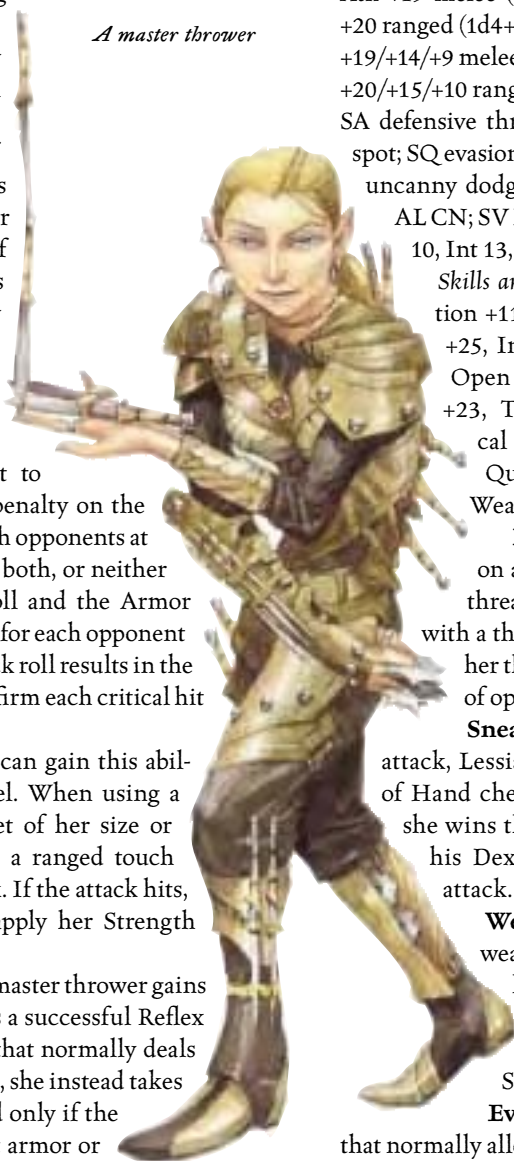 A master thrower
s
r
f
s
t to
penalty on the
h opponents at
both, or neither
oll and the Armor
for each opponent
k roll results in the
firm each critical hit
can gain this abil-
el. When using a
et of her size or
a ranged touch
k. If the attack hits,
pply her Strength
master thrower gains
s a successful Reflex
that normally deals
, she instead takes
d only if the
r armor or
+20 ranged (1d4+
+19/+14/+9 melee
+20/+15/+10 rang
SA defensive thr
spot; SQ evasion
uncanny dodg
AL CN; SV
10, Int 13,
Skills an
tion +11
+25, In
Open
+23, T
cal
Qu
Wea
on a
threa
with a th
her th
of op
Snea
attack, Lessia
of Hand che
she wins th
his Dex
attack.
We
wea
S
Ev
that normally allo